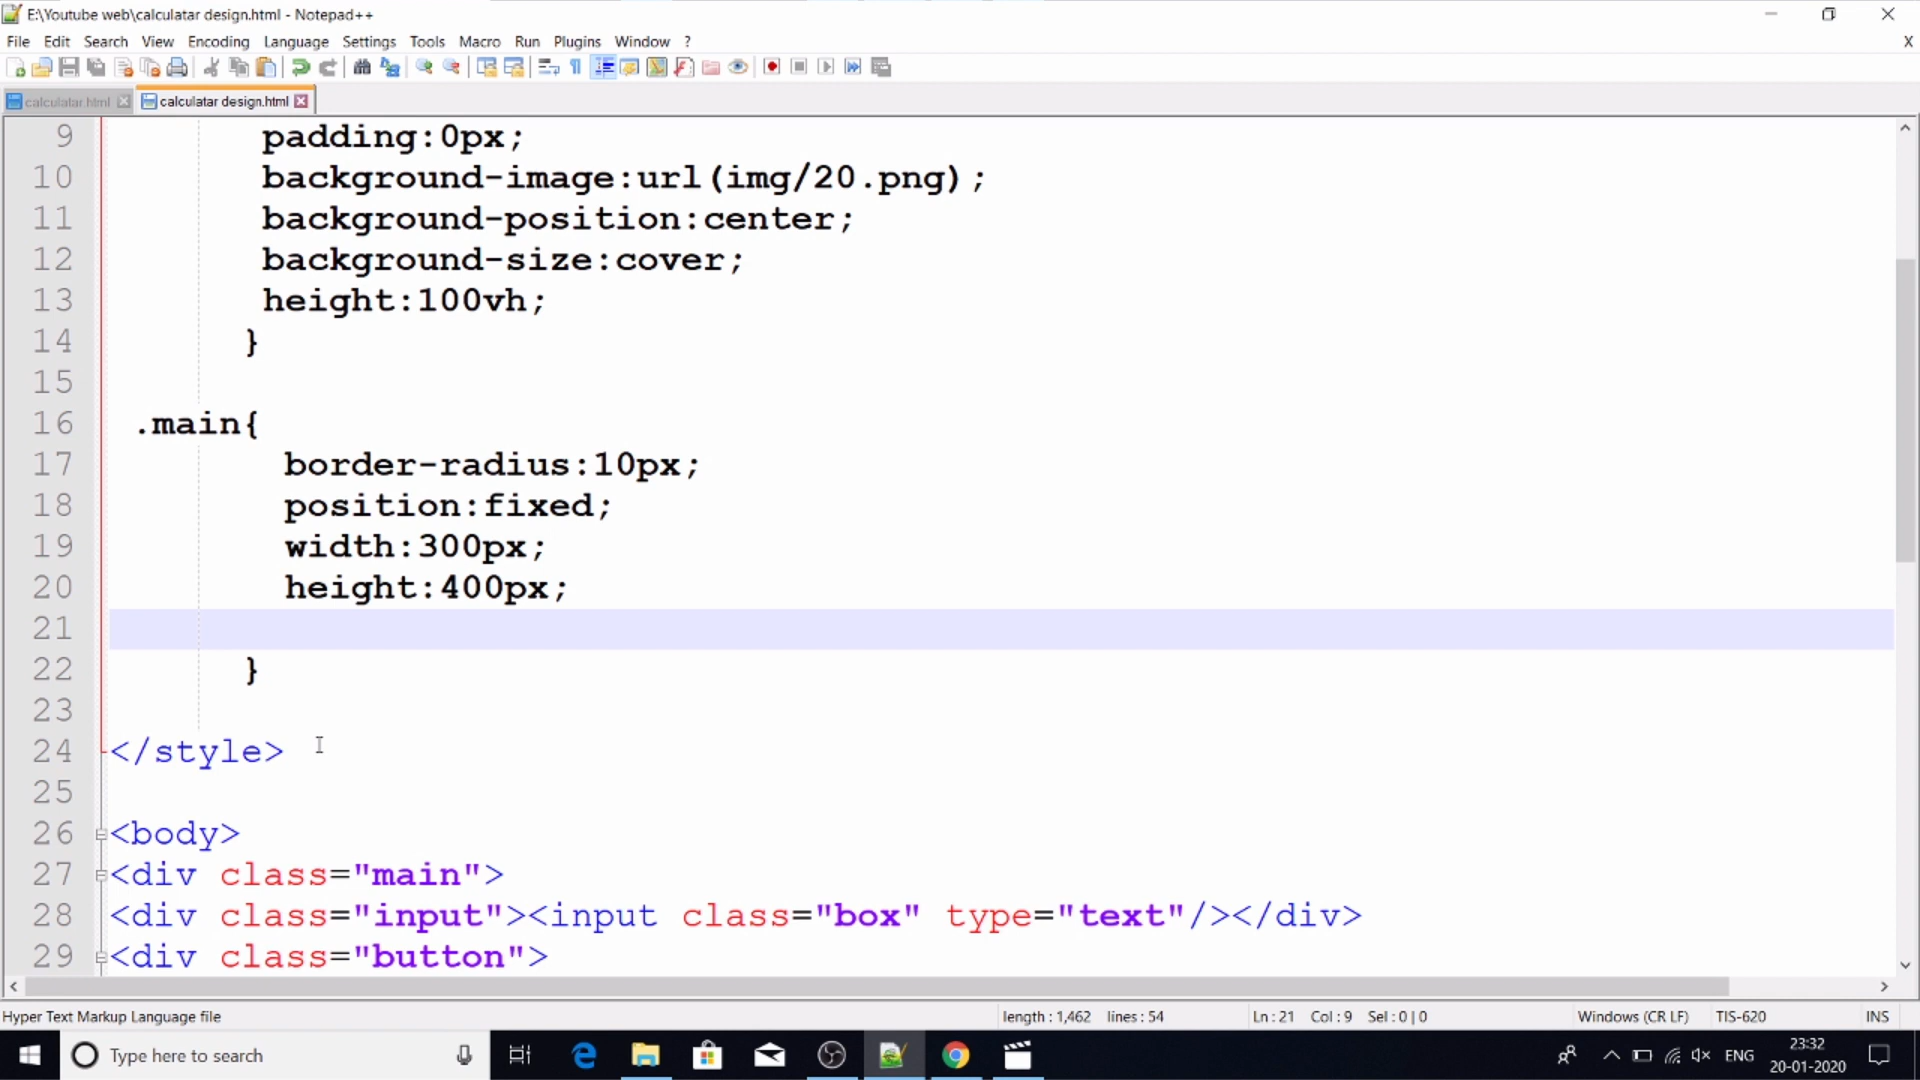 E:\Youtube web\calculatar design.html - Notepad++
File Edit Search View Encoding Language Settings Tools Macro Run Plugins Window ? X
calculatar.html calculatar design.html
9 padding:0px;
10 background-image:url(img/20.png);
11 background-position:center;
12 background-size:cover;
13 height:100vh;
14 }
15
16 .main{
17 border-radius:10px;
18 position:fixed;
19 width:300px;
20 height:400px;
21
22 }
23
24 </style>
25
26 <body>
27 <div class="main">
28 <div class="input"><input class="box" type="text"/></div>
29 <div class="button">
Hyper Text Markup Language file length : 1,462 lines : 54 Ln : 21 Col : 9 Sel : 0 | 0 Windows (CR LF) TIS-620 INS
Type here to search ENG 23:32
20-01-2020